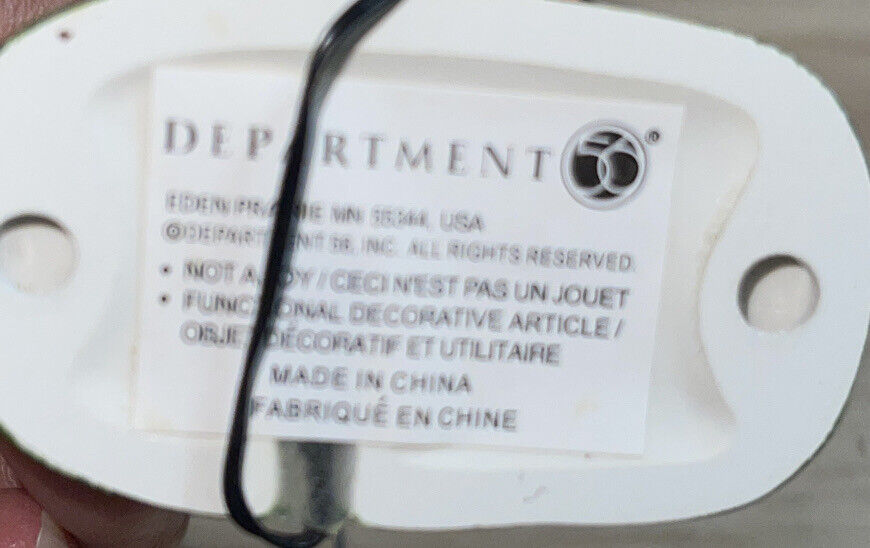 DEPARTMENT 56®
EDEN PRAIRIE MN 55344, USA
©DEPARTMENT 56, INC. ALL RIGHTS RESERVED.
• NOT A TOY / CECI N'EST PAS UN JOUET
• FUNCTIONAL DECORATIVE ARTICLE /
OBJET DÉCORATIF ET UTILITAIRE
MADE IN CHINA
FABRIQUÉ EN CHINE